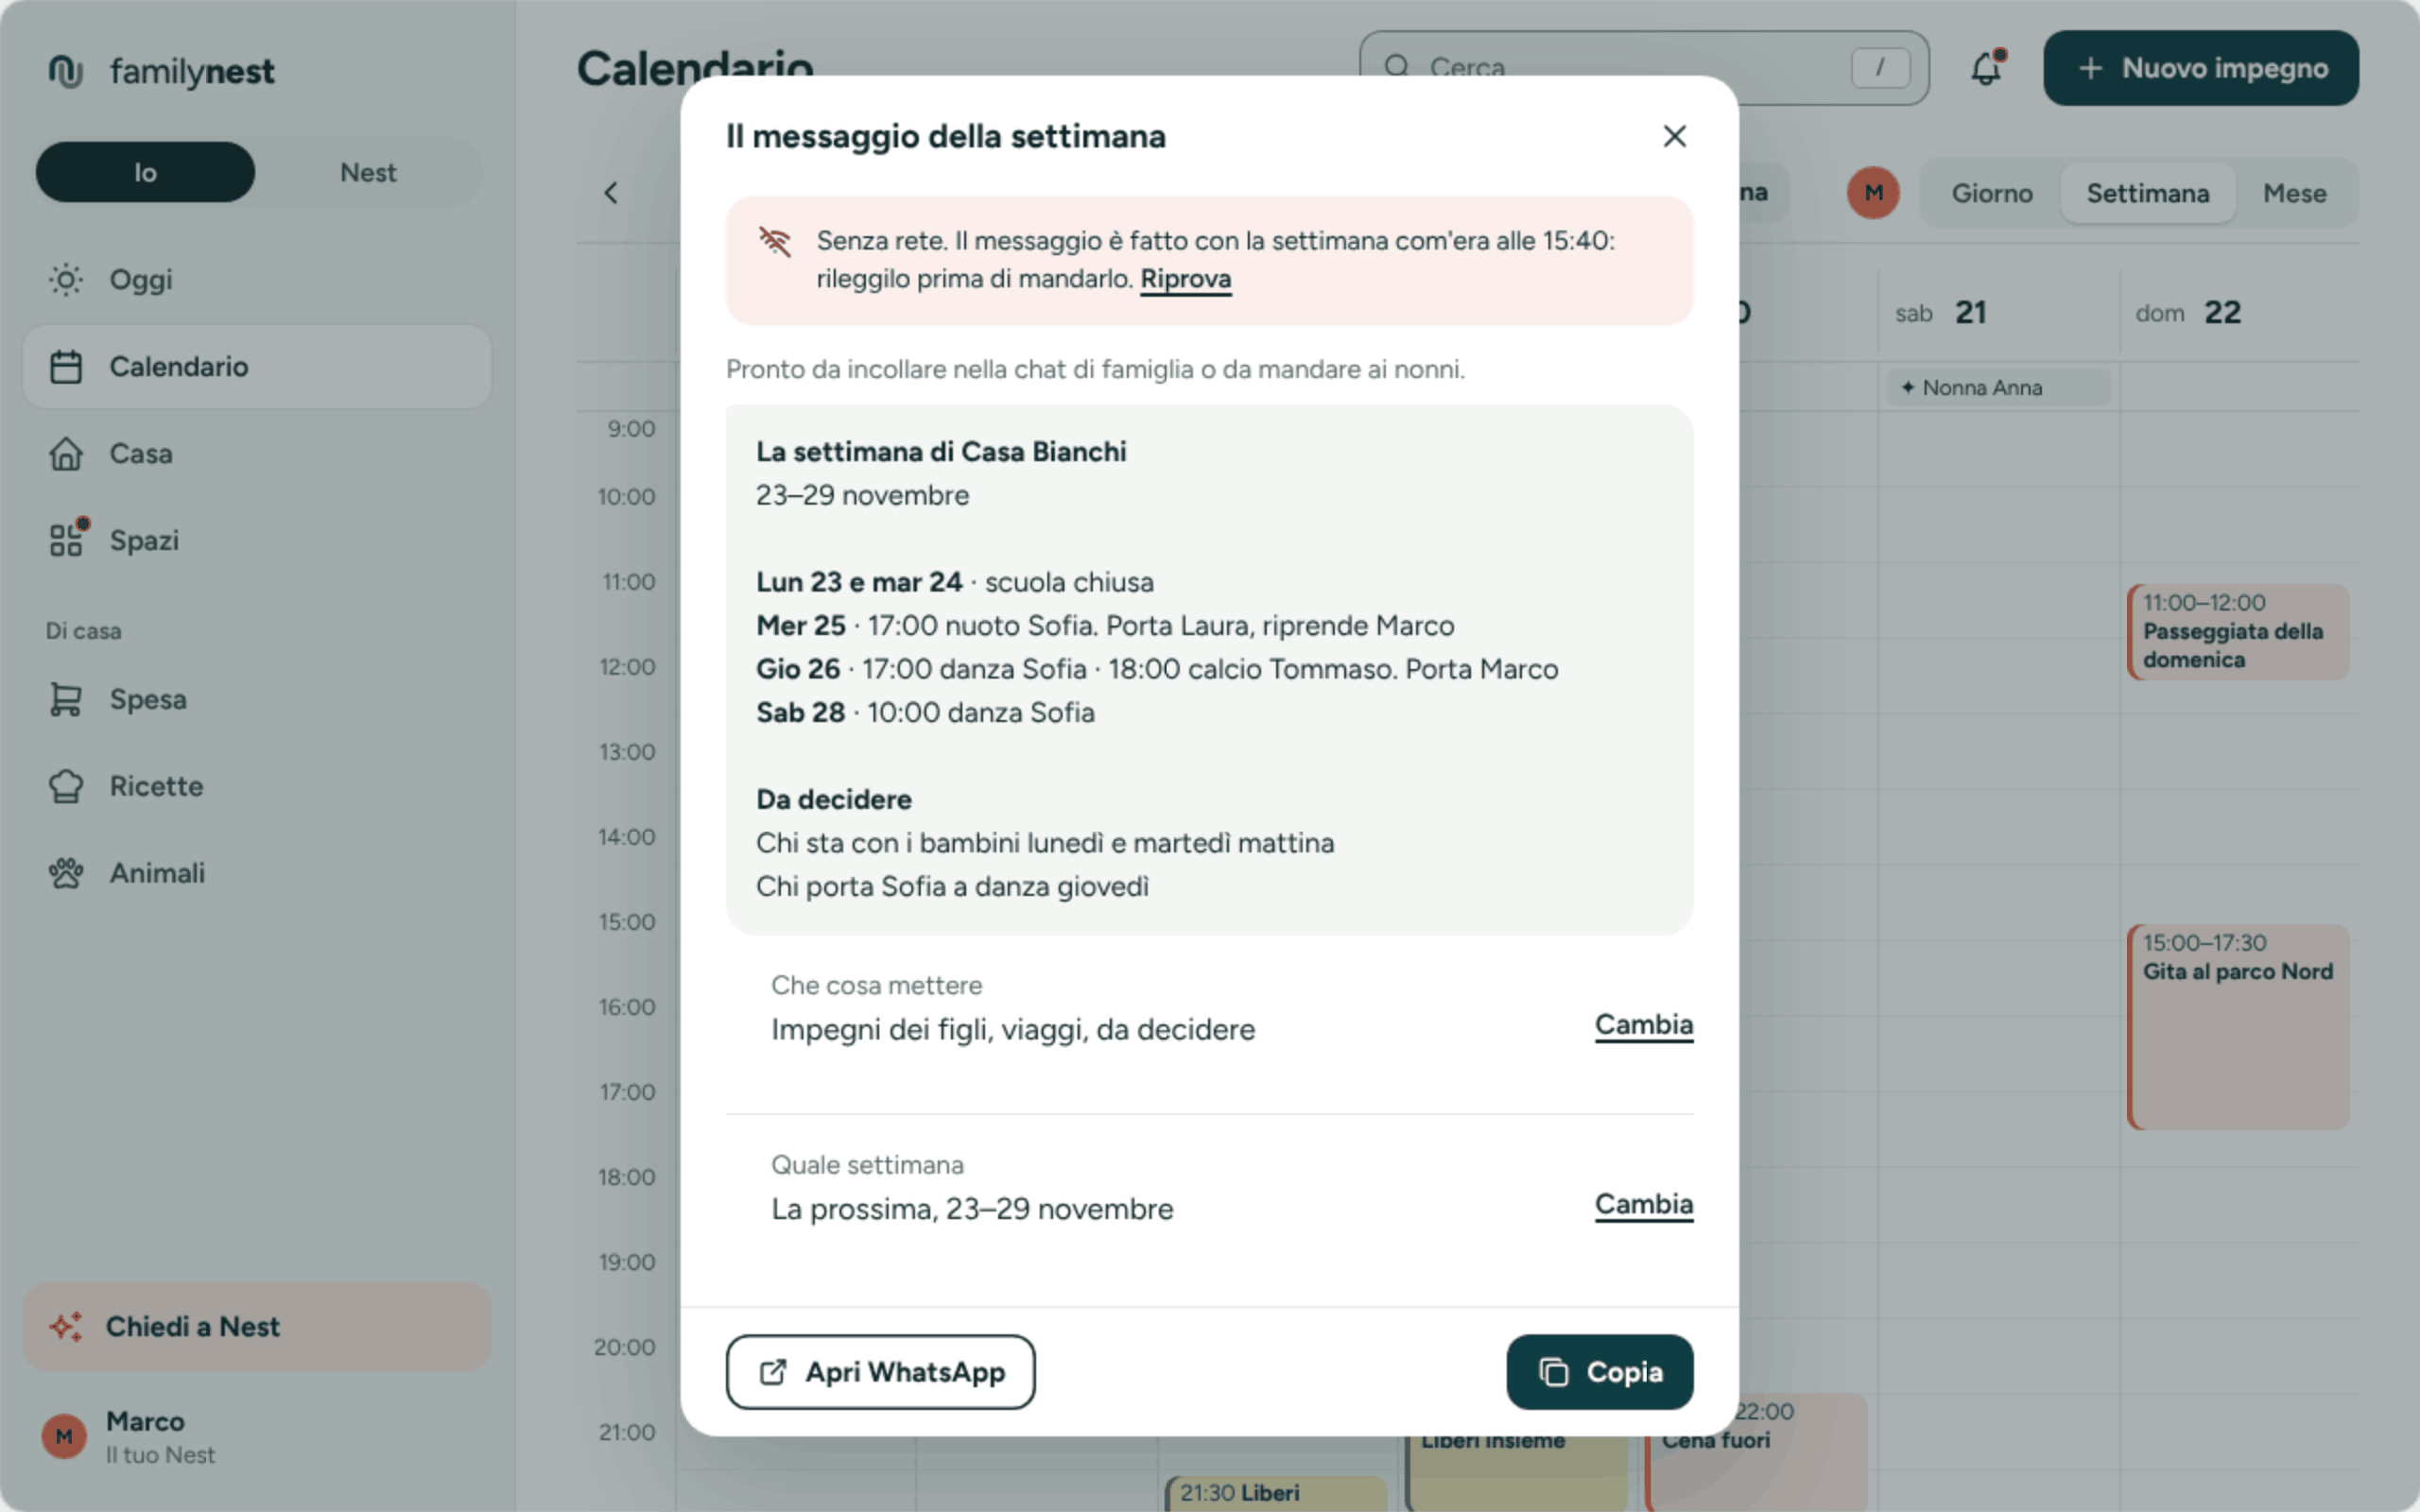 familynest
Io
Nest
Oggi
Calendario
Casa
Spazi
Di casa
Spesa
Ricette
Animali
Chiedi a Nest
M
Marco
Il tuo Nest
Calendario
Cerca
/
Nuovo impegno
M
Giorno
Settimana
Mese
sab 21
dom 22
✦ Nonna Anna
9:00
10:00
11:00
12:00
13:00
14:00
15:00
16:00
17:00
18:00
19:00
20:00
21:00
11:00–12:00
Passeggiata della
domenica
15:00–17:30
Gita al parco Nord
22:00
Cena fuori
Liberi insieme
21:30 Liberi
Il messaggio della settimana
Senza rete. Il messaggio è fatto con la settimana com'era alle 15:40:
rileggilo prima di mandarlo. Riprova
Pronto da incollare nella chat di famiglia o da mandare ai nonni.
La settimana di Casa Bianchi
23–29 novembre
Lun 23 e mar 24 · scuola chiusa
Mer 25 · 17:00 nuoto Sofia. Porta Laura, riprende Marco
Gio 26 · 17:00 danza Sofia · 18:00 calcio Tommaso. Porta Marco
Sab 28 · 10:00 danza Sofia
Da decidere
Chi sta con i bambini lunedì e martedì mattina
Chi porta Sofia a danza giovedì
Che cosa mettere
Impegni dei figli, viaggi, da decidere
Cambia
Quale settimana
La prossima, 23–29 novembre
Cambia
Apri WhatsApp
Copia